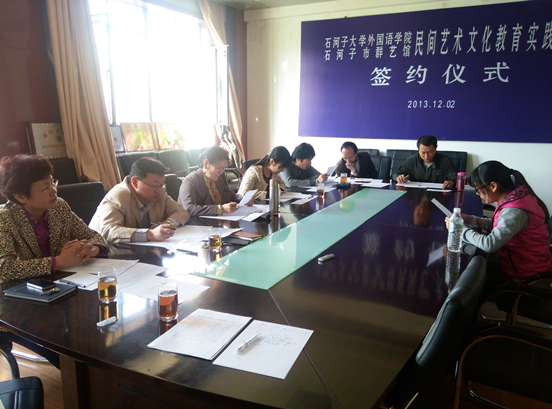 石河子大学外国语学院
石河子市群艺馆
民间艺术文化教育实践
签约仪式
2013.12.02